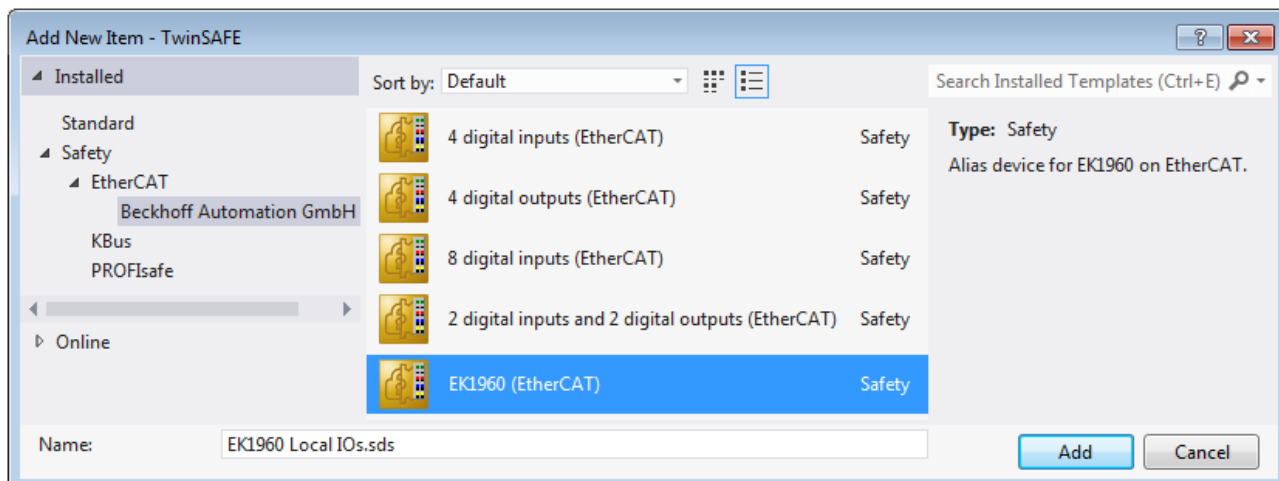 Add New Item - TwinSAFE
Installed
Sort by: Default
Search Installed Templates (Ctrl+E)
Standard
Safety
EtherCAT
Beckhoff Automation GmbH
KBus
PROFIsafe
Online
4 digital inputs (EtherCAT) Safety
4 digital outputs (EtherCAT) Safety
8 digital inputs (EtherCAT) Safety
2 digital inputs and 2 digital outputs (EtherCAT) Safety
EK1960 (EtherCAT) Safety
Type: Safety
Alias device for EK1960 on EtherCAT.
Name: EK1960 Local IOs.sds
Add Cancel